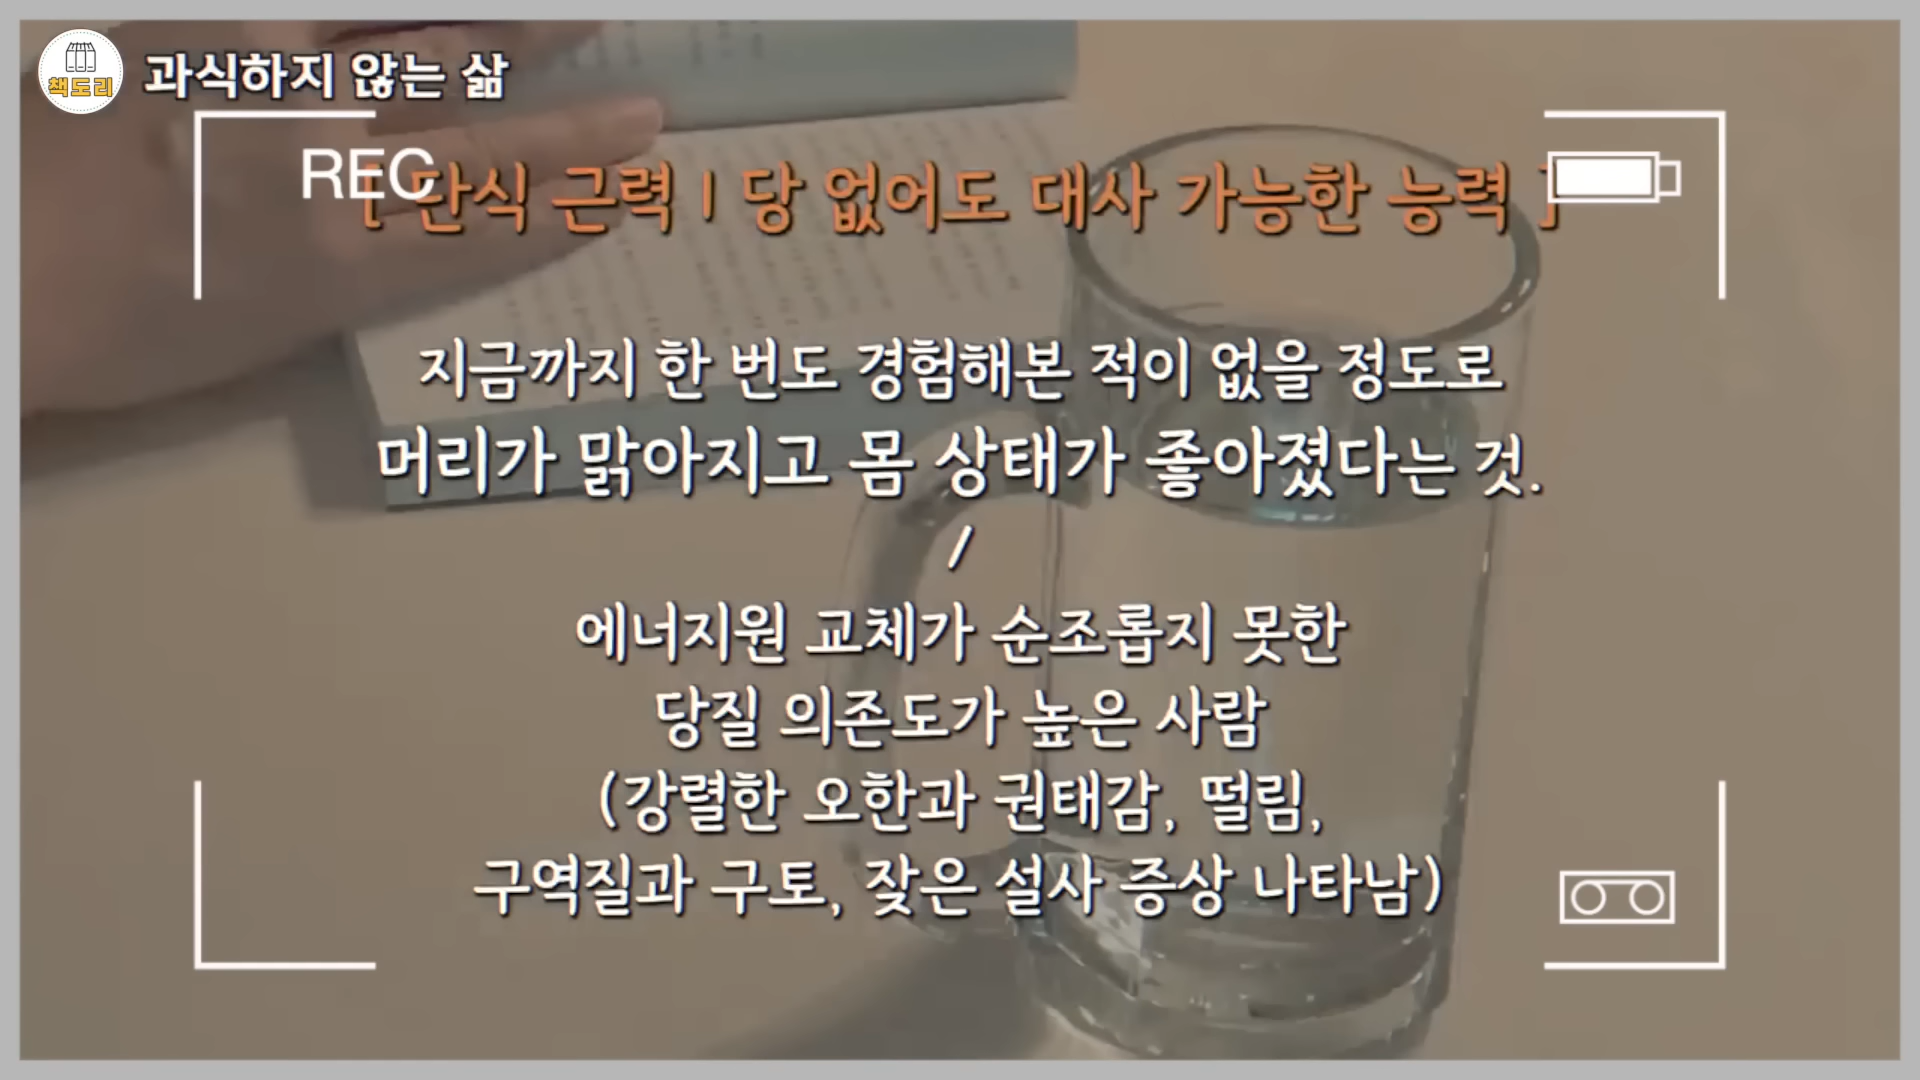 책도리
과식하지 않는 삶
REC
[ 단식 근력 | 당 없어도 대사 가능한 능력 ]
지금까지 한 번도 경험해본 적이 없을 정도로
머리가 맑아지고 몸 상태가 좋아졌다는 것.
/
에너지원 교체가 순조롭지 못한
당질 의존도가 높은 사람
(강렬한 오한과 권태감, 떨림,
구역질과 구토, 잦은 설사 증상 나타남)